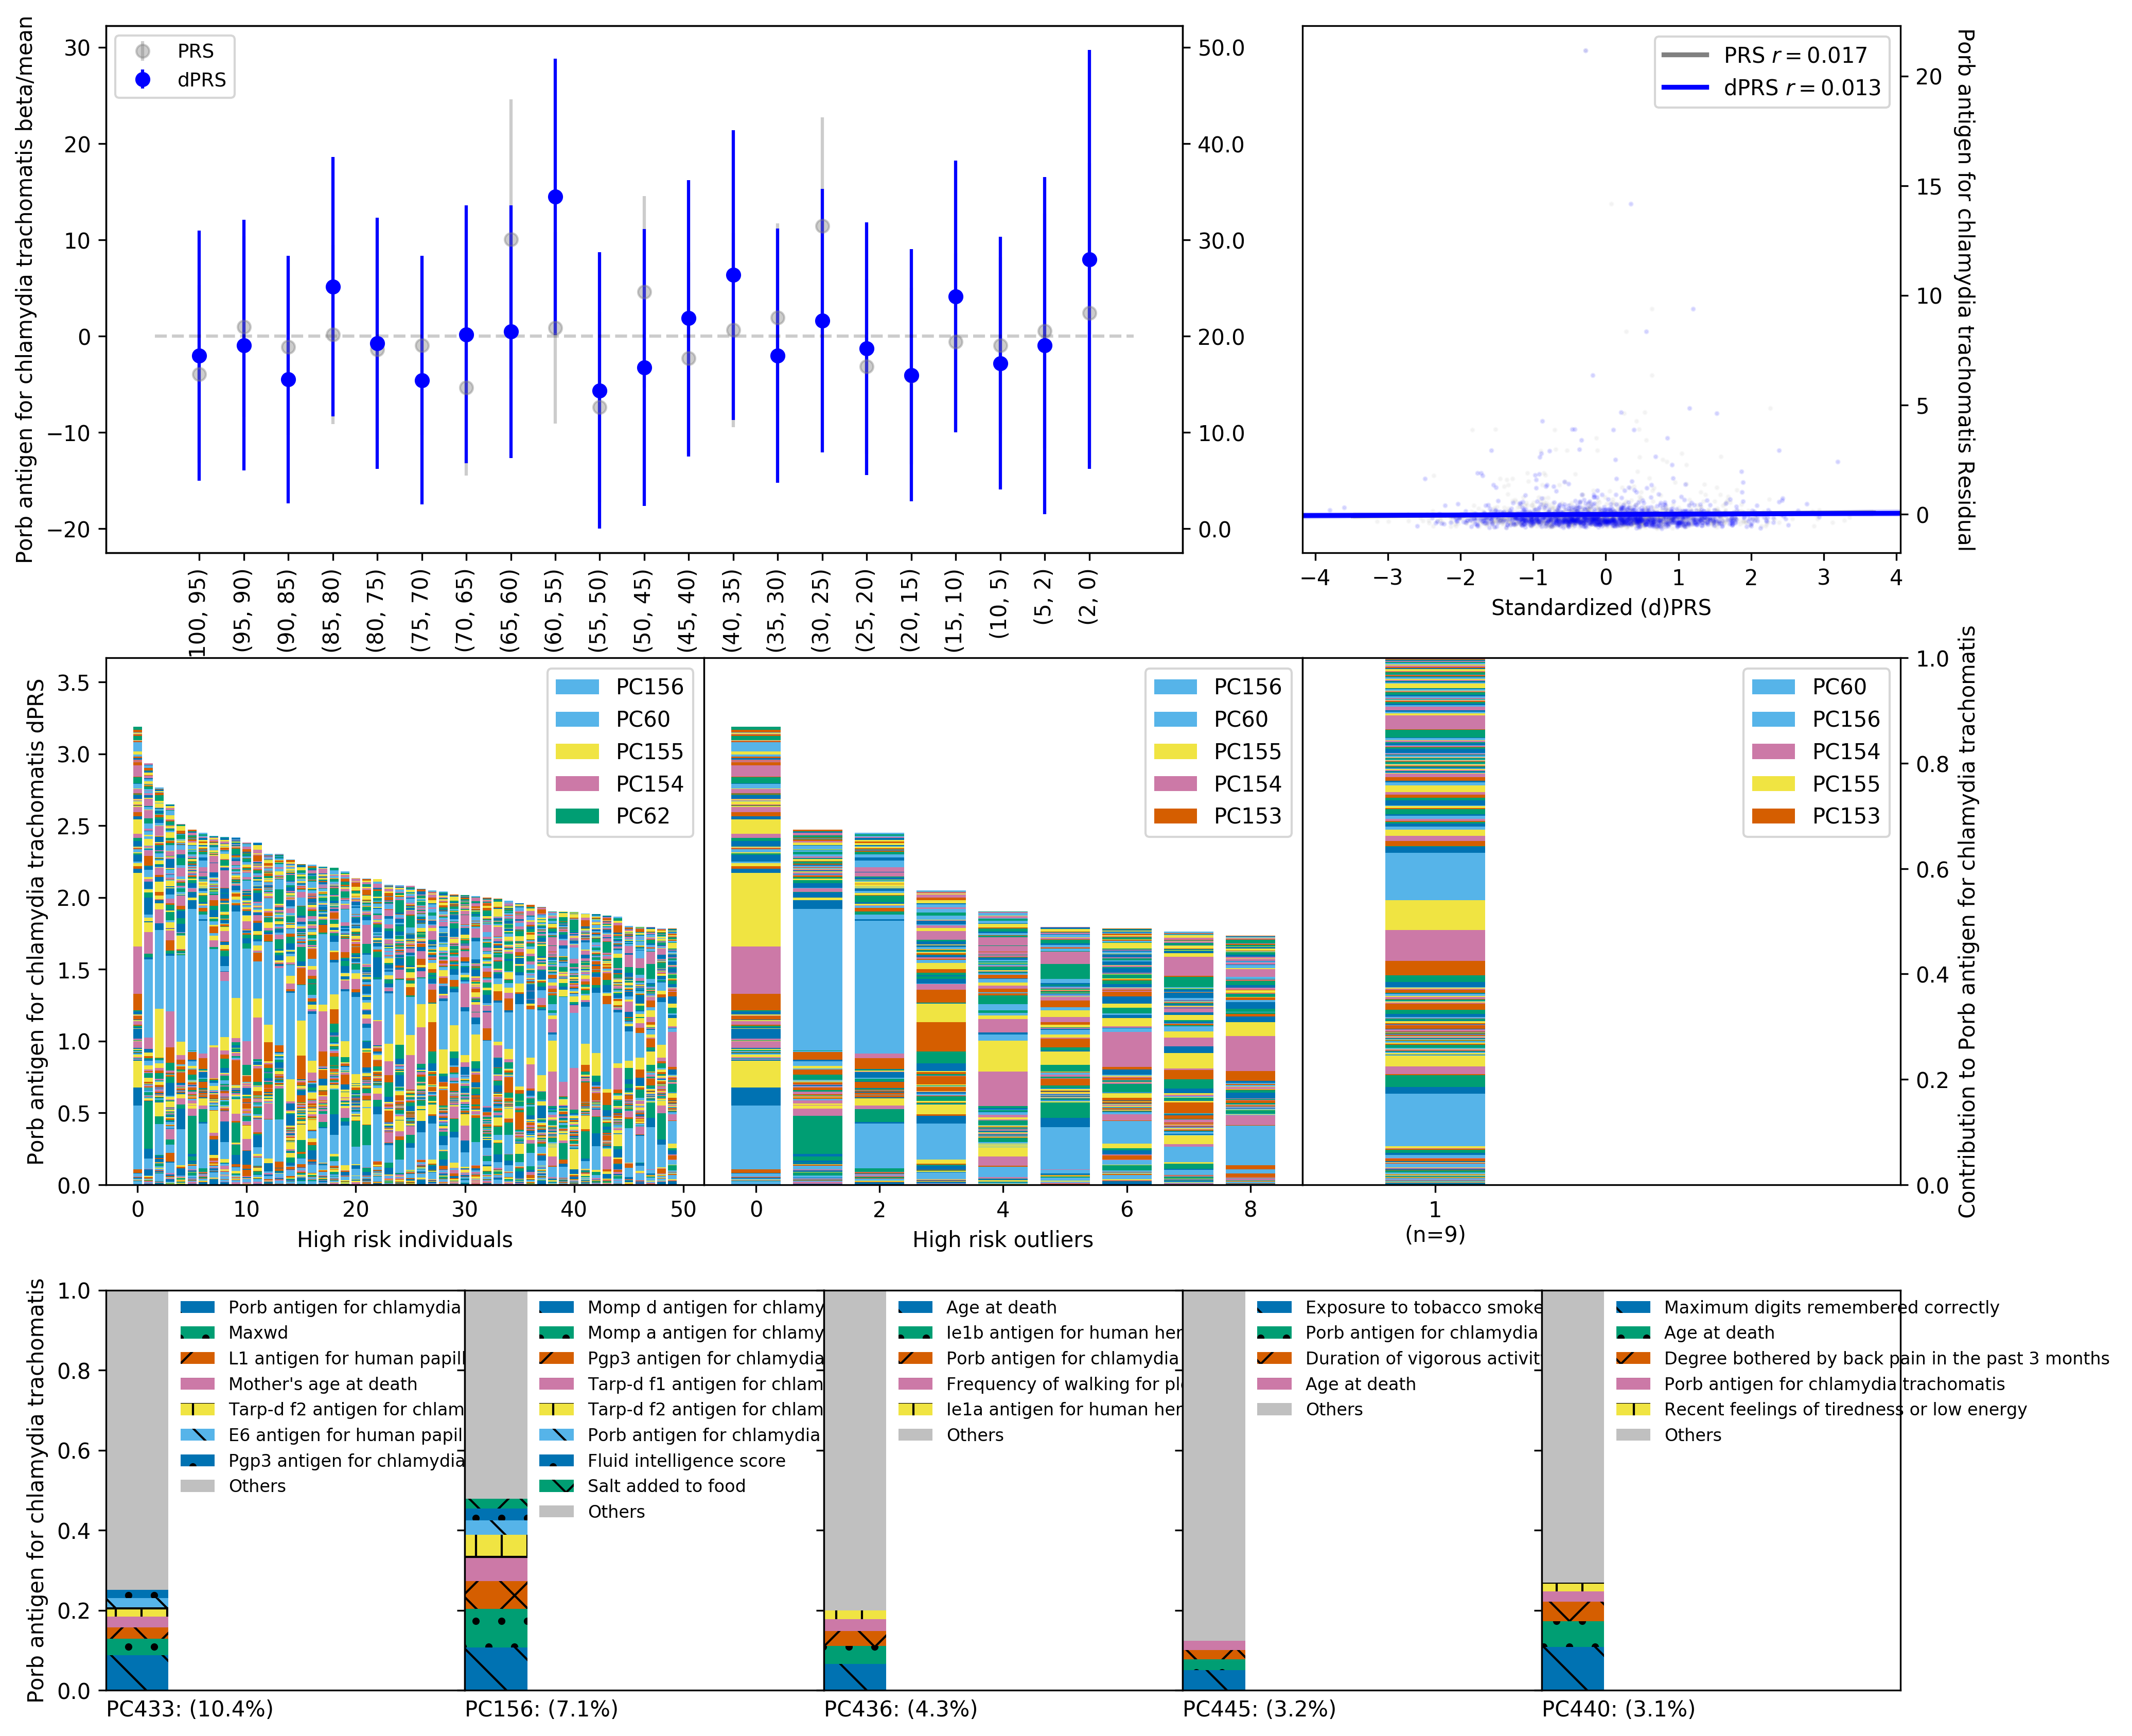 Porb antigen for chlamydia trachomatis beta/mean
30
20
10
0
−10
−20
PRS
dPRS
50.0
40.0
30.0
20.0
10.0
0.0
100, 95)
(95, 90)
(90, 85)
(85, 80)
(80, 75)
(75, 70)
(70, 65)
(65, 60)
(60, 55)
(55, 50)
(50, 45)
(45, 40)
(40, 35)
(35, 30)
(30, 25)
(25, 20)
(20, 15)
(15, 10)
(10, 5)
(5, 2)
(2, 0)
PRS r = 0.017
dPRS r = 0.013
20
15
10
5
0
Porb antigen for chlamydia trachomatis Residual
−4 −3 −2 −1 0 1 2 3 4
Standardized (d)PRS
Porb antigen for chlamydia trachomatis dPRS
3.5
3.0
2.5
2.0
1.5
1.0
0.5
0.0
PC156
PC60
PC155
PC154
PC62
0 10 20 30 40 50
High risk individuals
PC156
PC60
PC155
PC154
PC153
0 2 4 6 8
High risk outliers
PC60
PC156
PC154
PC155
PC153
1
(n=9)
1.0
0.8
0.6
0.4
0.2
0.0
Contribution to Porb antigen for chlamydia trachomatis
Porb antigen for chlamydia trachomatis
1.0
0.8
0.6
0.4
0.2
0.0
Porb antigen for chlamydia
Maxwd
L1 antigen for human papill
Mother's age at death
Tarp-d f2 antigen for chlam
E6 antigen for human papil
Pgp3 antigen for chlamydia
Others
PC433: (10.4%)
Momp d antigen for chlamy
Momp a antigen for chlamy
Pgp3 antigen for chlamydia
Tarp-d f1 antigen for chlam
Tarp-d f2 antigen for chlam
Porb antigen for chlamydia
Fluid intelligence score
Salt added to food
Others
PC156: (7.1%)
Age at death
Ie1b antigen for human her
Porb antigen for chlamydia
Frequency of walking for ple
Ie1a antigen for human her
Others
PC436: (4.3%)
Exposure to tobacco smoke
Porb antigen for chlamydia
Duration of vigorous activit
Age at death
Others
PC445: (3.2%)
Maximum digits remembered correctly
Age at death
Degree bothered by back pain in the past 3 months
Porb antigen for chlamydia trachomatis
Recent feelings of tiredness or low energy
Others
PC440: (3.1%)